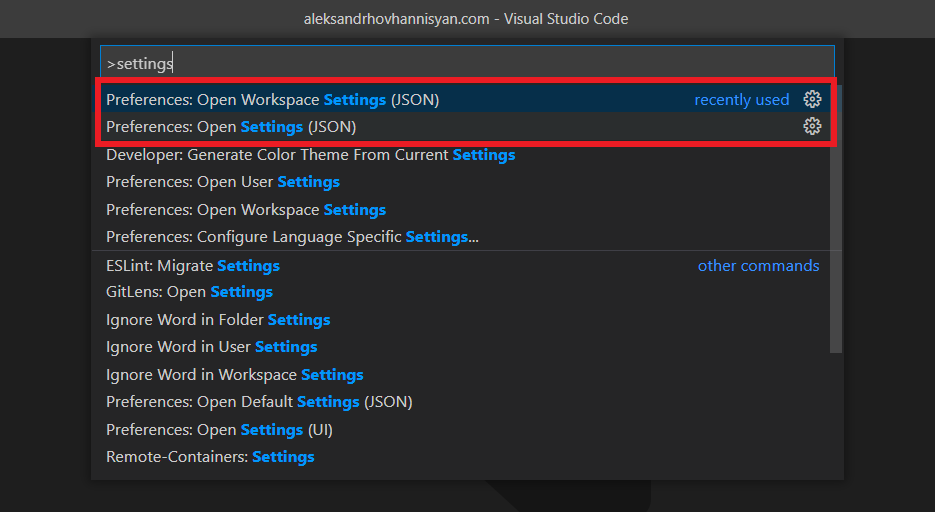 aleksandrhovhannisyan.com - Visual Studio Code
>settings
Preferences: Open Workspace Settings (JSON) recently used
Preferences: Open Settings (JSON)
Developer: Generate Color Theme From Current Settings
Preferences: Open User Settings
Preferences: Open Workspace Settings
Preferences: Configure Language Specific Settings...
ESLint: Migrate Settings other commands
GitLens: Open Settings
Ignore Word in Folder Settings
Ignore Word in User Settings
Ignore Word in Workspace Settings
Preferences: Open Default Settings (JSON)
Preferences: Open Settings (UI)
Remote-Containers: Settings